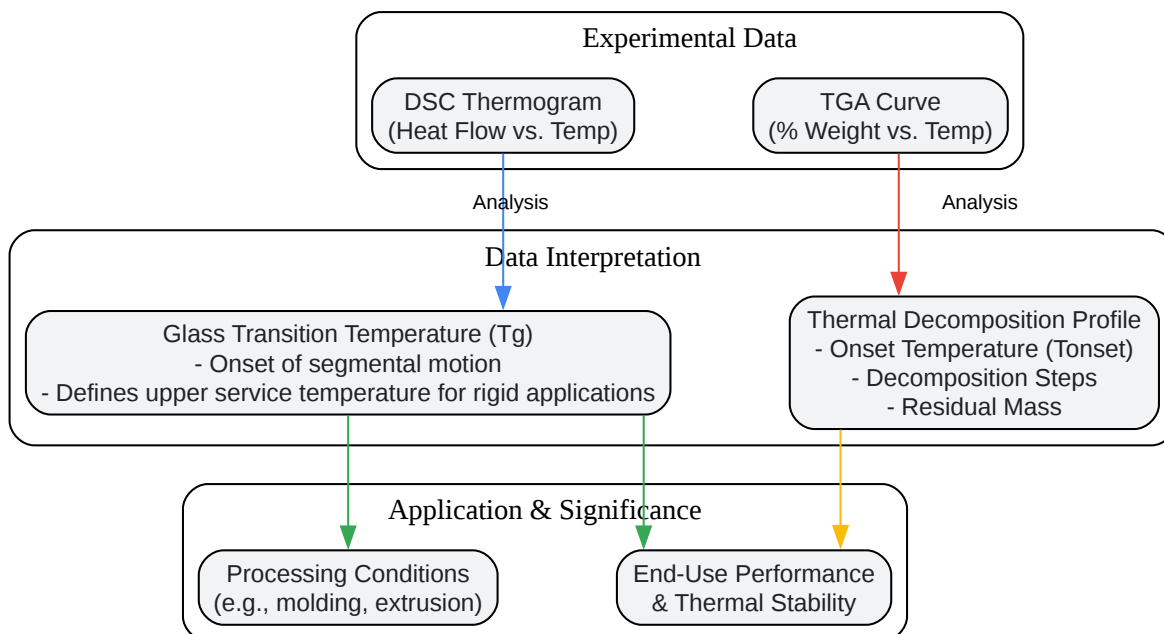 Experimental Data
DSC Thermogram
(Heat Flow vs. Temp)
TGA Curve
(% Weight vs. Temp)
Analysis
Analysis
Data Interpretation
Glass Transition Temperature (Tg)
- Onset of segmental motion
- Defines upper service temperature for rigid applications
Thermal Decomposition Profile
- Onset Temperature (Tonset)
- Decomposition Steps
- Residual Mass
Application & Significance
Processing Conditions
(e.g., molding, extrusion)
End-Use Performance
& Thermal Stability